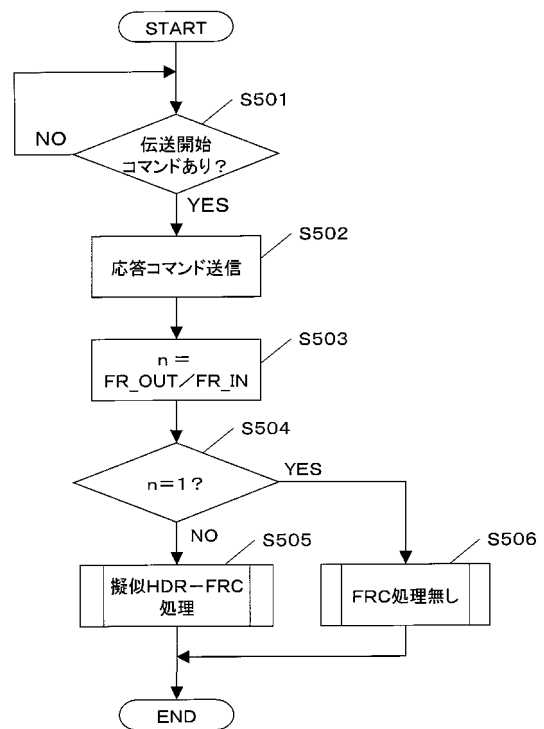 START
S501
NO
伝送開始
コマンドあり？
YES
S502
応答コマンド送信
S503
n＝
FR_OUT／FR_IN
S504
n＝1？
YES
NO
S505
擬似HDR－FRC
処理
S506
FRC処理無し
END